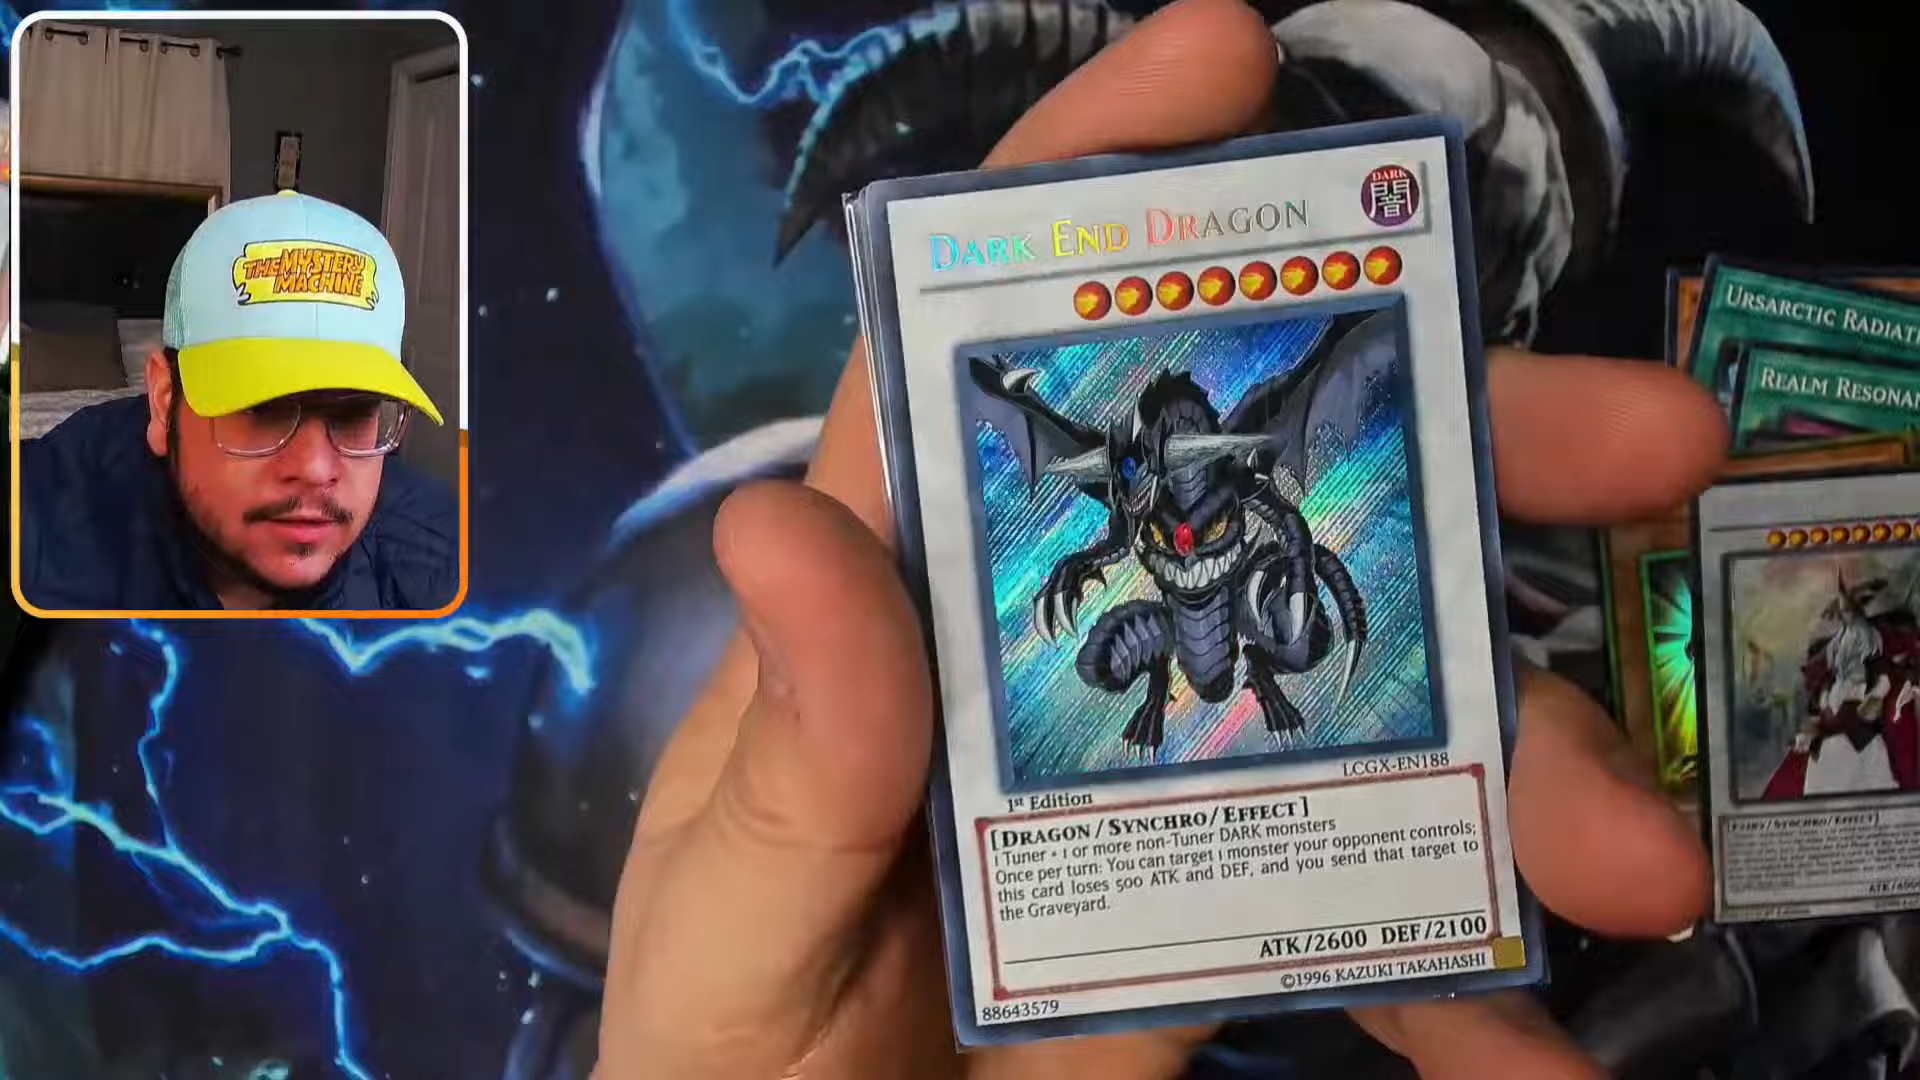 THE MYSTERY
MACHINE
DARK END DRAGON
DARK
闇
LCGX-EN188
1st Edition
[DRAGON/SYNCHRO/EFFECT]
1 Tuner + 1 or more non-Tuner DARK monsters
Once per turn: You can target 1 monster your opponent controls;
this card loses 500 ATK and DEF, and you send that target to
the Graveyard.
ATK/2600 DEF/2100
88643579
©1996 KAZUKI TAKAHASHI
URSARCTIC
REALM
[FAIRY/SYNCHRO/EFFECT]